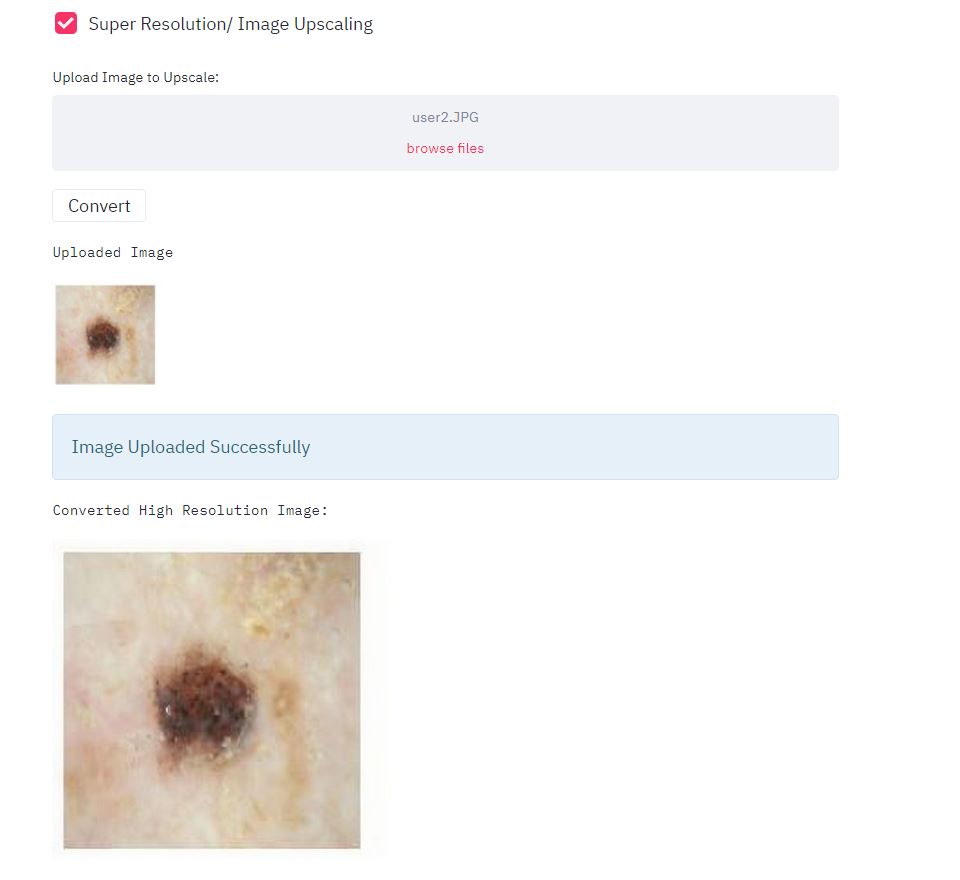 Super Resolution/ Image Upscaling
Upload Image to Upscale:
user2.JPG
browse files
Convert
Uploaded Image
Image Uploaded Successfully
Converted High Resolution Image: